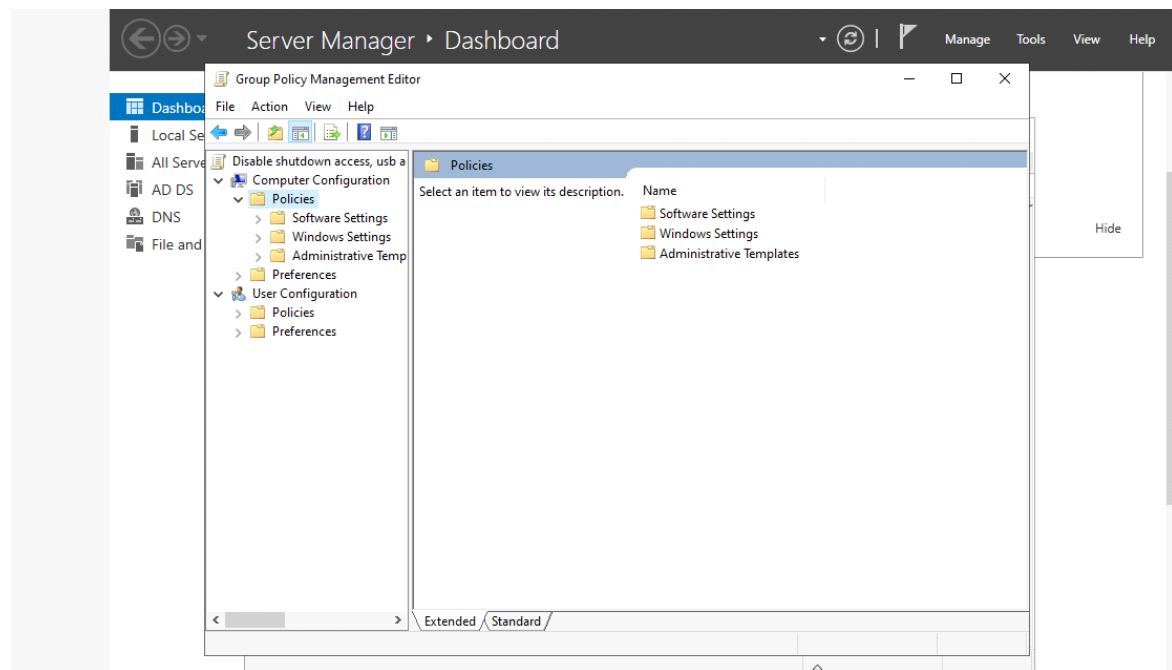 Server Manager ‣ Dashboard
Manage Tools View Help
Group Policy Management Editor
File Action View Help
Dashboa
Local Se
All Serve
AD DS
DNS
File and
Disable shutdown access, usb a
Computer Configuration
Policies
Software Settings
Windows Settings
Administrative Temp
Preferences
User Configuration
Policies
Preferences
Policies
Select an item to view its description.
Name
Software Settings
Windows Settings
Administrative Templates
Hide
Extended Standard